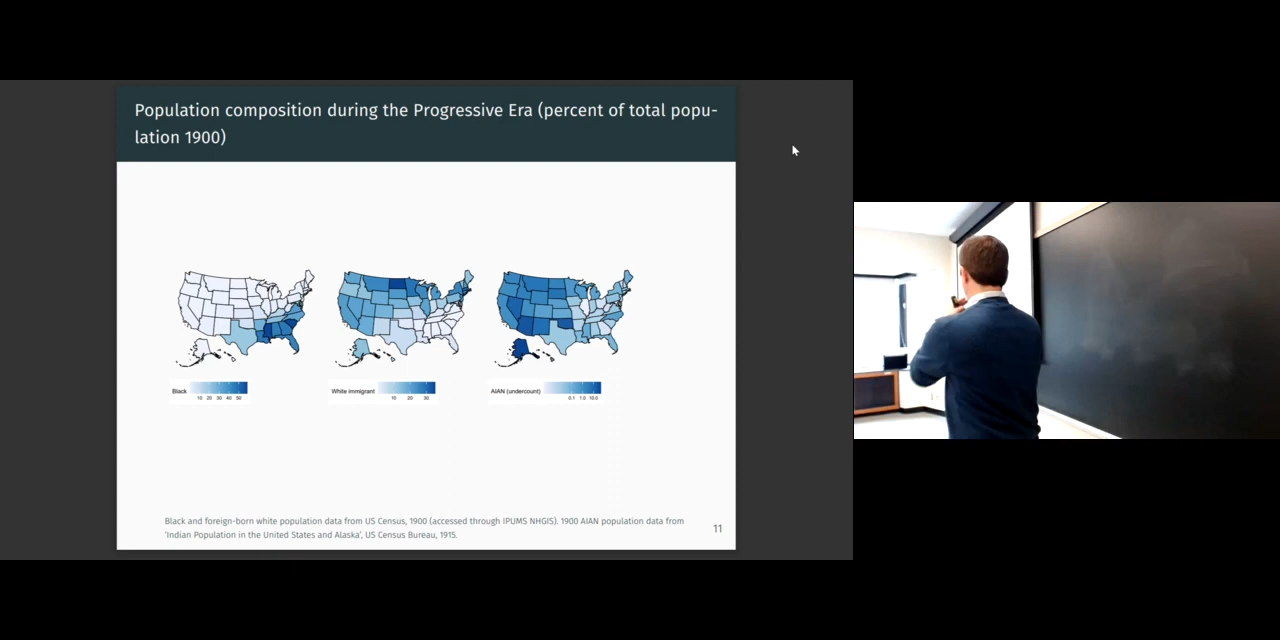 Population composition during the Progressive Era (percent of total popu-
lation 1900)
Black
10 20 30 40 50
White immigrant
10 20 30
AIAN (undercount)
0.1 1.0 10.0
Black and foreign-born white population data from US Census, 1900 (accessed through IPUMS NHGIS). 1900 AIAN population data from
'Indian Population in the United States and Alaska', US Census Bureau, 1915.
11